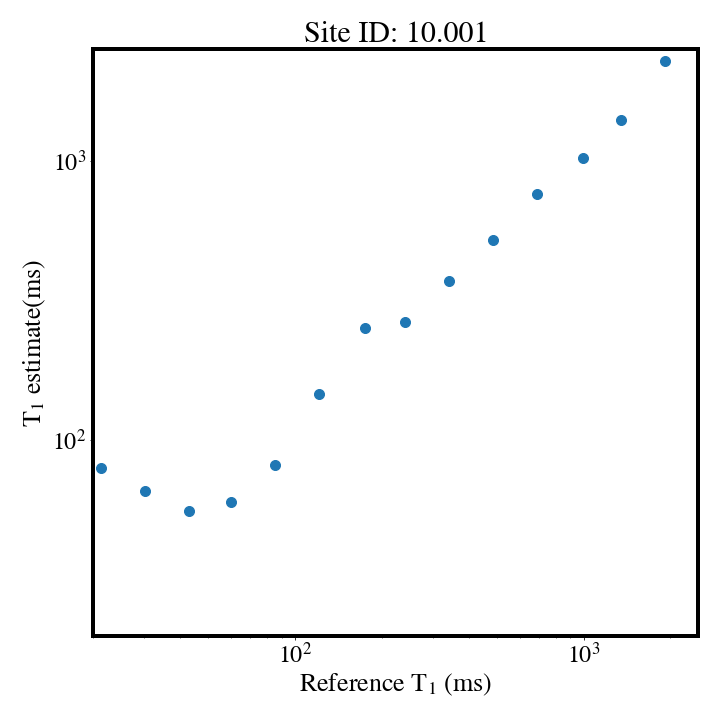 Site ID: 10.001
T₁ estimate(ms)
10³
10²
10² 10³
Reference T₁ (ms)